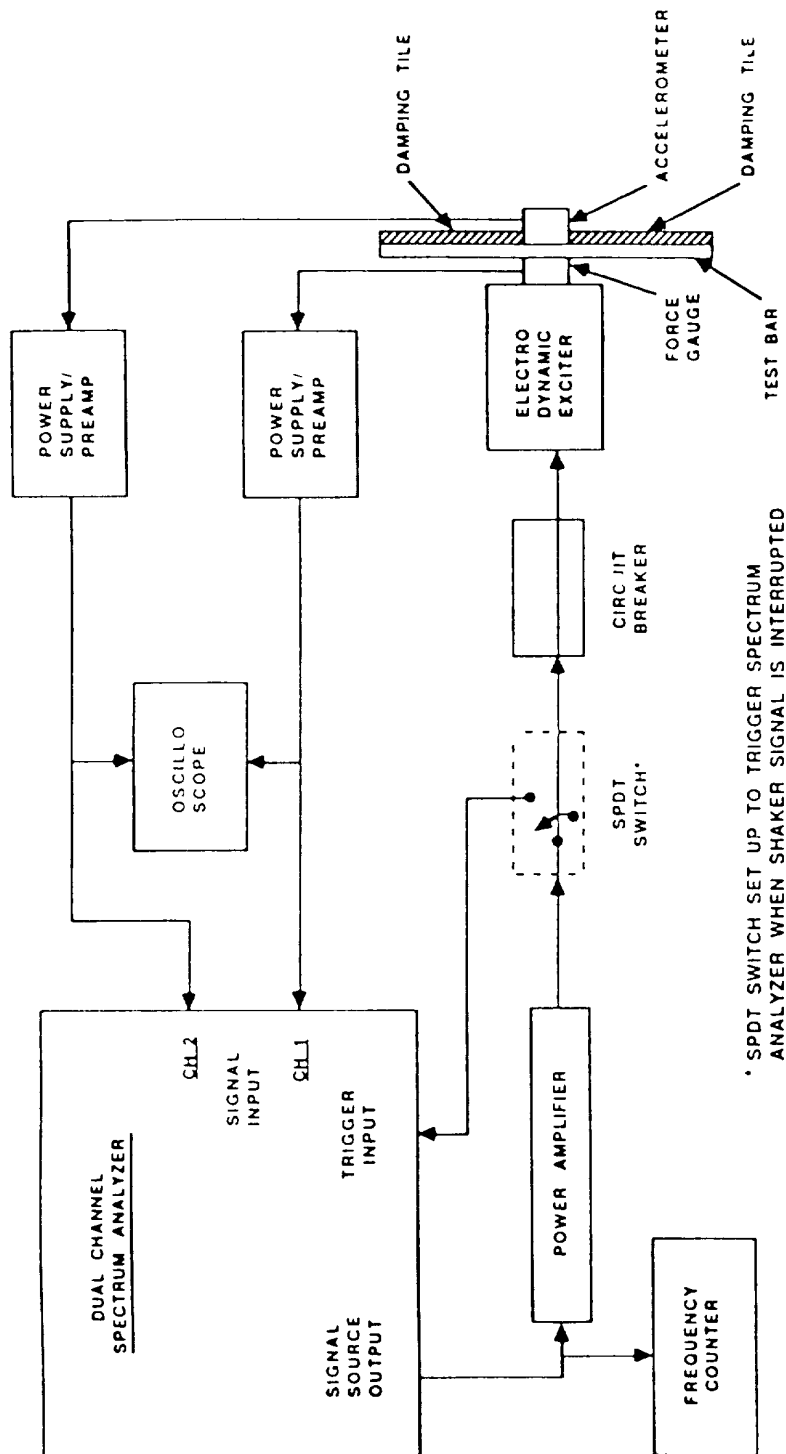 DUAL CHANNEL
SPECTRUM ANALYZER
CH 2
SIGNAL
INPUT
CH 1
TRIGGER
INPUT
SIGNAL
SOURCE
OUTPUT
OSCILLO
SCOPE
POWER
SUPPLY/
PREAMP
POWER
SUPPLY/
PREAMP
DAMPING TILE
ACCELEROMETER
DAMPING TILE
FORCE
GAUGE
TEST BAR
ELECTRO
DYNAMIC
EXCITER
CIRCUIT
BREAKER
SPDT
SWITCH*
POWER AMPLIFIER
FREQUENCY
COUNTER
* SPDT SWITCH SET UP TO TRIGGER SPECTRUM
ANALYZER WHEN SHAKER SIGNAL IS INTERRUPTED